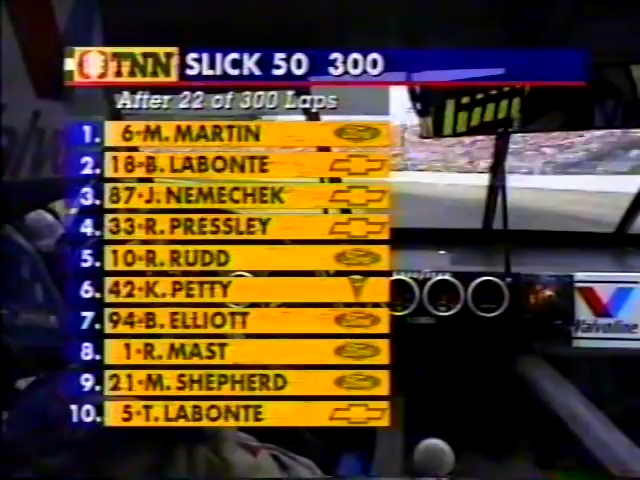 TNN SLICK 50 300
After 22 of 300 Laps
1. 6-M. MARTIN
2. 18-B. LABONTE
3. 87-J. NEMECHEK
4. 33-R. PRESSLEY
5. 10-R. RUDD
6. 42-K. PETTY
7. 94-B. ELLIOTT
8. 1-R. MAST
9. 21-M. SHEPHERD
10. 5-T. LABONTE
Valvoline